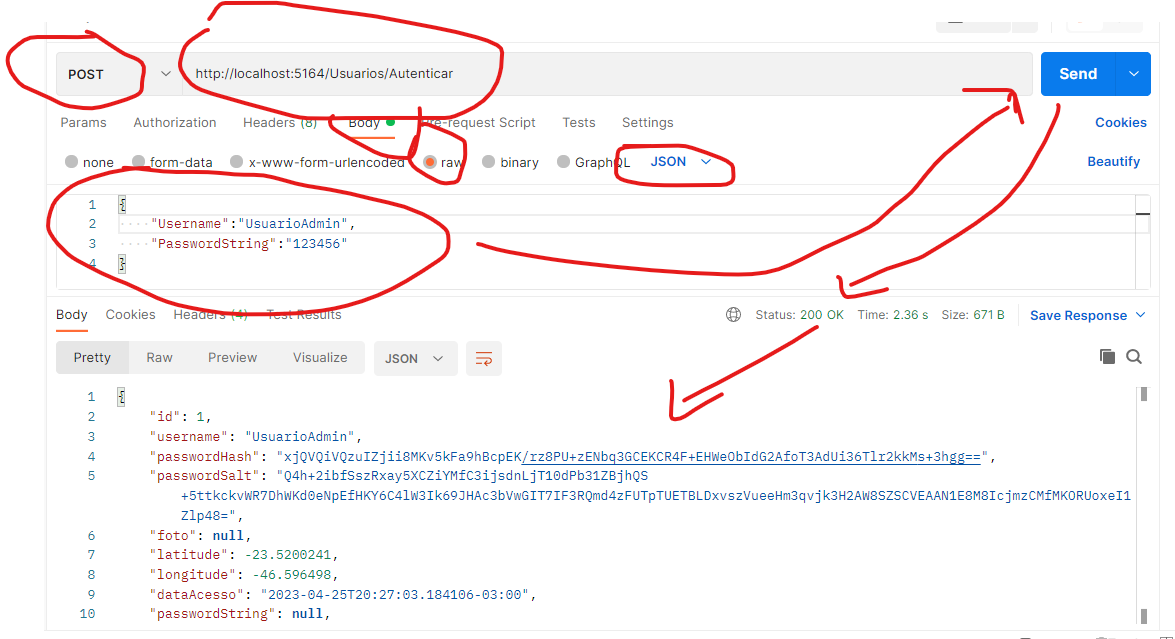 POST http://localhost:5164/Usuarios/Autenticar Send
Params Authorization Headers (8) Body Pre-request Script Tests Settings Cookies
none form-data x-www-form-urlencoded raw binary GraphQL JSON Beautify
1 {
2 ····"Username":"UsuarioAdmin",
3 ····"PasswordString":"123456"
4 }
Body Cookies Headers (4) Test Results Status: 200 OK Time: 2.36 s Size: 671 B Save Response
Pretty Raw Preview Visualize JSON
1 {
2 "id": 1,
3 "username": "UsuarioAdmin",
4 "passwordHash": "xjQVQiVQzuIZjii8MKv5kFa9hBcpEK/rz8PU+zENbq3GCEKCR4F+EHWeObIdG2AfoT3AdUi36Tlr2kkMs+3hgg==",
5 "passwordSalt": "Q4h+2ibfSszRxay5XCZiYMfC3ijsdnLjT10dPb31ZBjhQS
+5ttkckvWR7DhWKd0eNpEfHKY6C4lW3Ik69JHAc3bVwGIT7IF3RQmd4zFUTpTUETBLDxvszVueeHm3qvjk3H2AW8SZSCVEAAN1E8M8IcjmzCMfMKORUoxeI1
Zlp48=",
6 "foto": null,
7 "latitude": -23.5200241,
8 "longitude": -46.596498,
9 "dataAcesso": "2023-04-25T20:27:03.184106-03:00",
10 "passwordString": null,